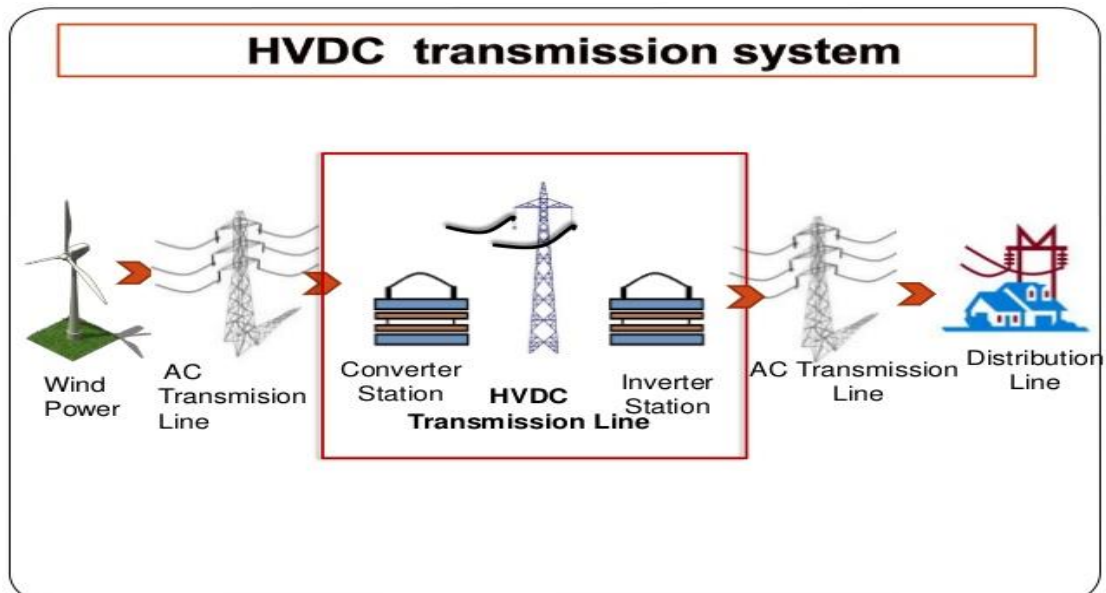 HVDC transmission system
Wind
Power
AC
Transmision
Line
Converter
Station
HVDC
Transmission Line
Inverter
Station
AC Transmission
Line
Distribution
Line